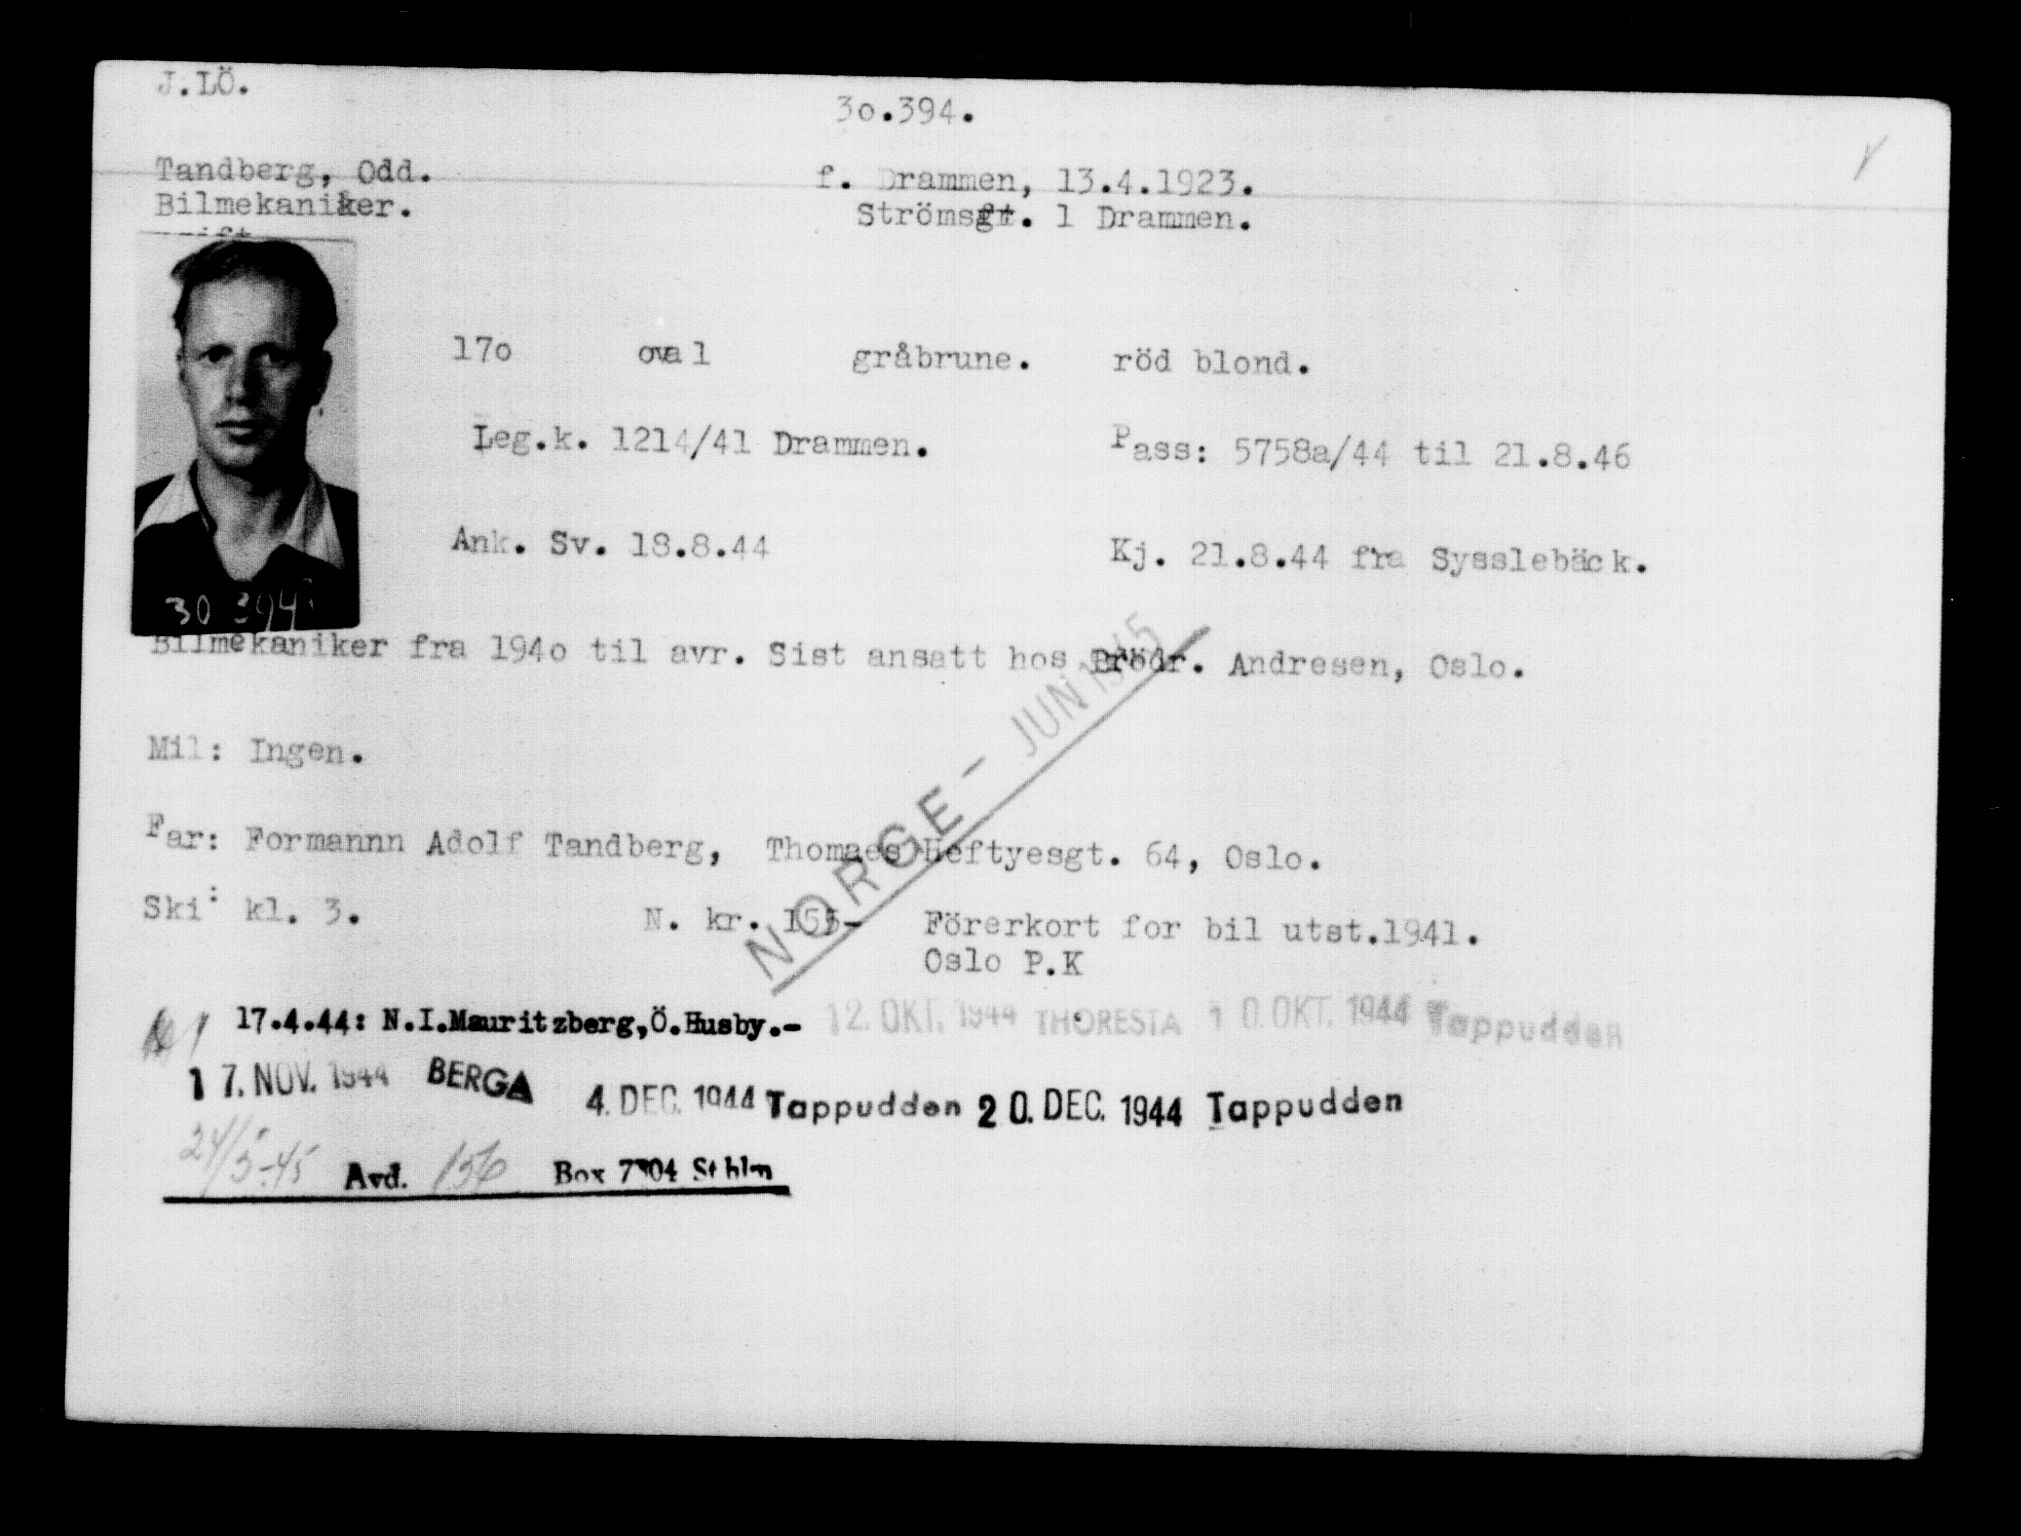 J.LÖ.
3o.394.
Tandberg, Odd.
f. Drammen, 13.4.1923.
Bilmekaniker.
Strömsgt. 1 Drammen.
17o oval gråbrune. röd blond.
Leg.k. 1214/41 Drammen.
Pass: 5758a/44 til 21.8.46
Ank. Sv. 18.8.44
Kj. 21.8.44 fra Sysslebäck.
30 394
Bilmekaniker fra 194o til avr. Sist ansatt hos Brödr. Andresen, Oslo.
NORGE - JUNI 1945
Mil: Ingen.
Far: Formannn Adolf Tandberg, Thomaes Heftyesgt. 64, Oslo.
Ski: kl. 3.
N. kr. 155-
Förerkort for bil utst.1941.
Oslo P.K
17.4.44: N.I.Mauritzberg,Ö.Husby.- 12. OKT. 1944 THORESTA 10. OKT. 1944 Tappudden
17. NOV. 1944 BERGA 4. DEC. 1944 Tappudden 20. DEC. 1944 Tappudden
24/5-45 Avd. 156 Box 7304 Sthlm